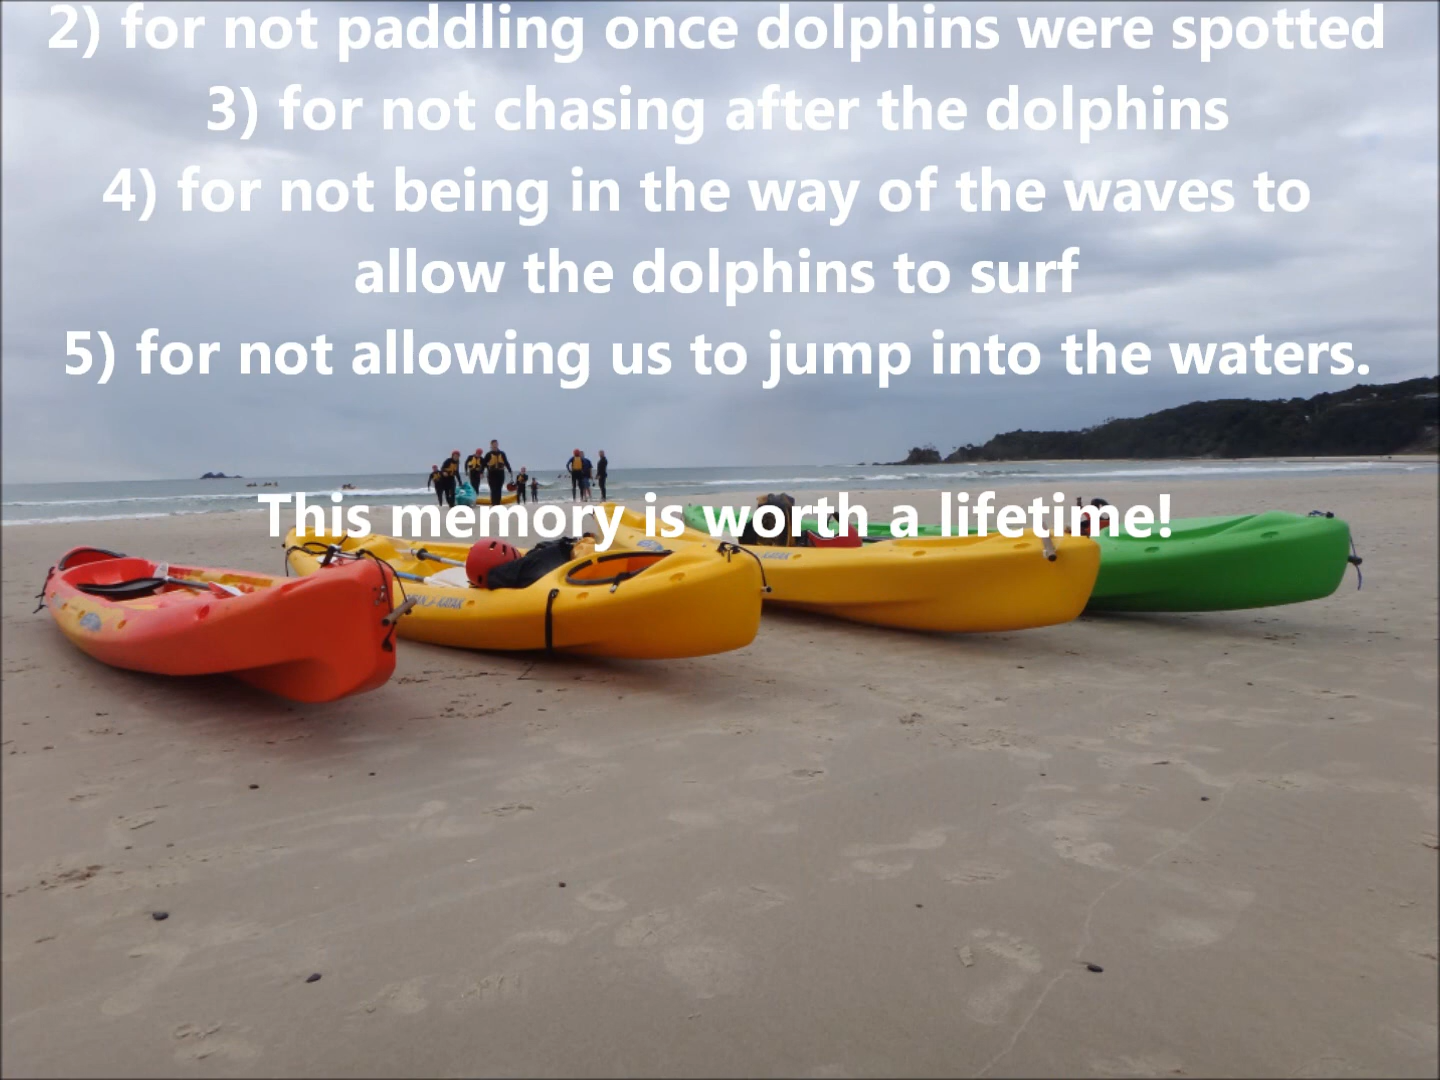 2) for not paddling once dolphins were spotted
3) for not chasing after the dolphins
4) for not being in the way of the waves to
allow the dolphins to surf
5) for not allowing us to jump into the waters.
This memory is worth a lifetime!